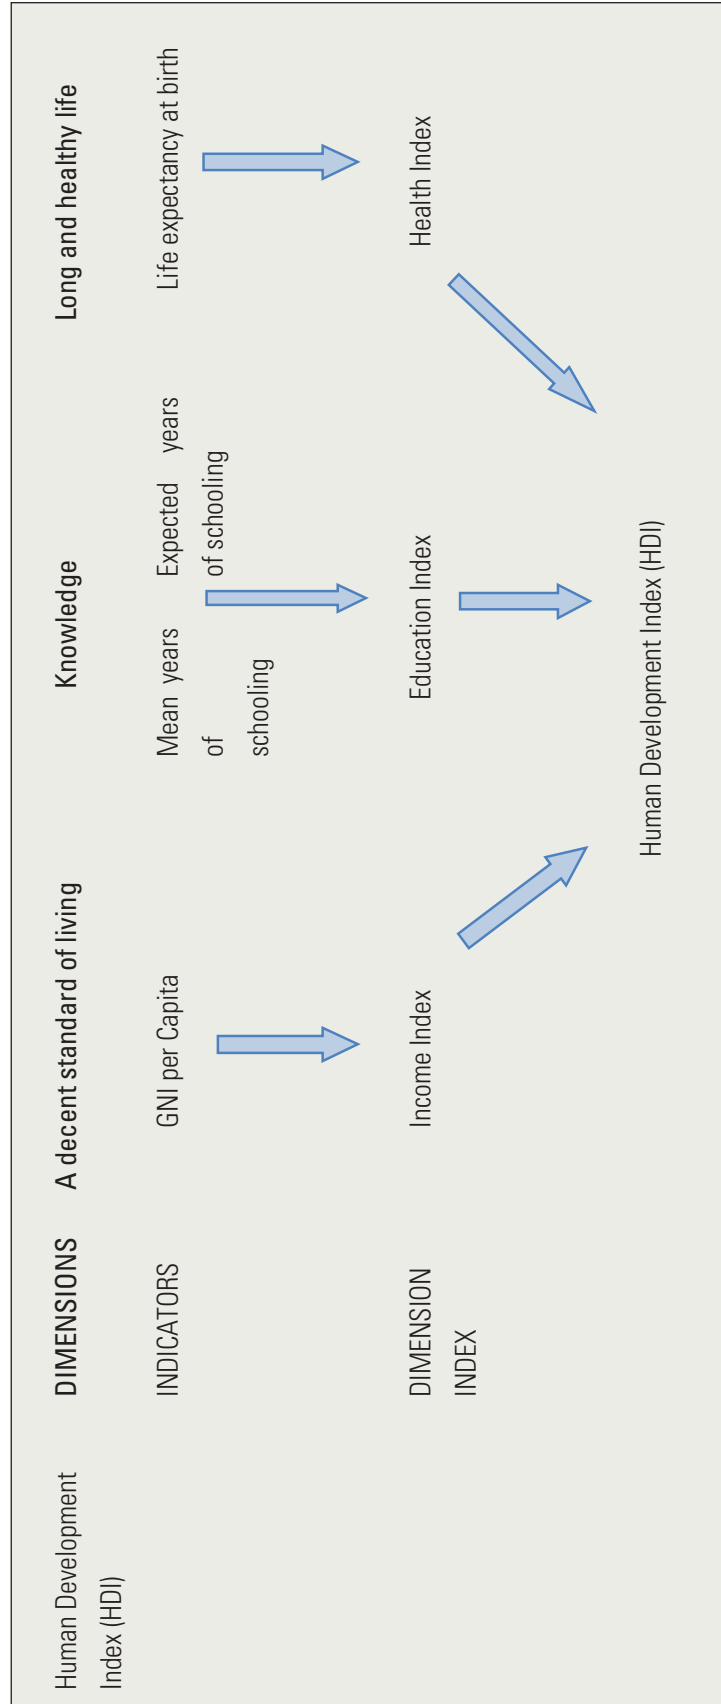 Human Development
Index (HDI)
DIMENSIONS
A decent standard of living
Knowledge
Long and healthy life
INDICATORS
GNI per Capita
Mean years
of
schooling
Expected years
of schooling
Life expectancy at birth
DIMENSION
INDEX
Income Index
Education Index
Health Index
Human Development Index (HDI)